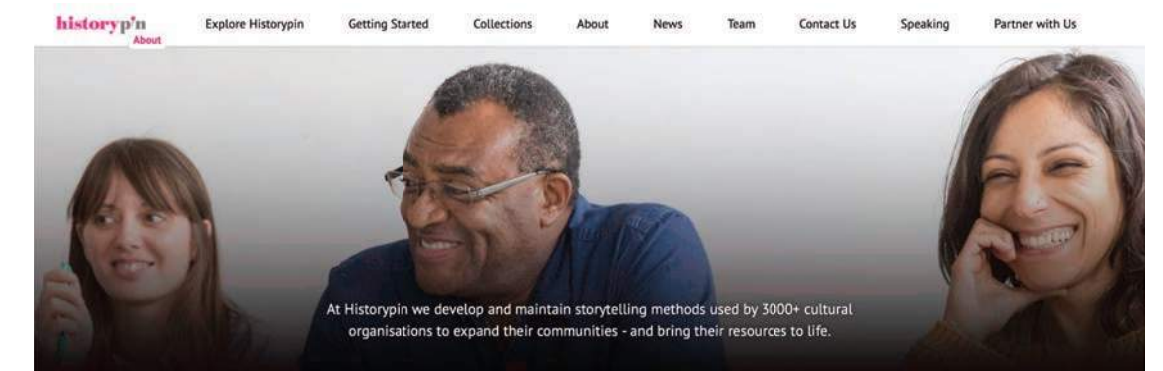 historyp'n
About
Explore Historypin
Getting Started
Collections
About
News
Team
Contact Us
Speaking
Partner with Us
At Historypin we develop and maintain storytelling methods used by 3000+ cultural
organisations to expand their communities - and bring their resources to life.